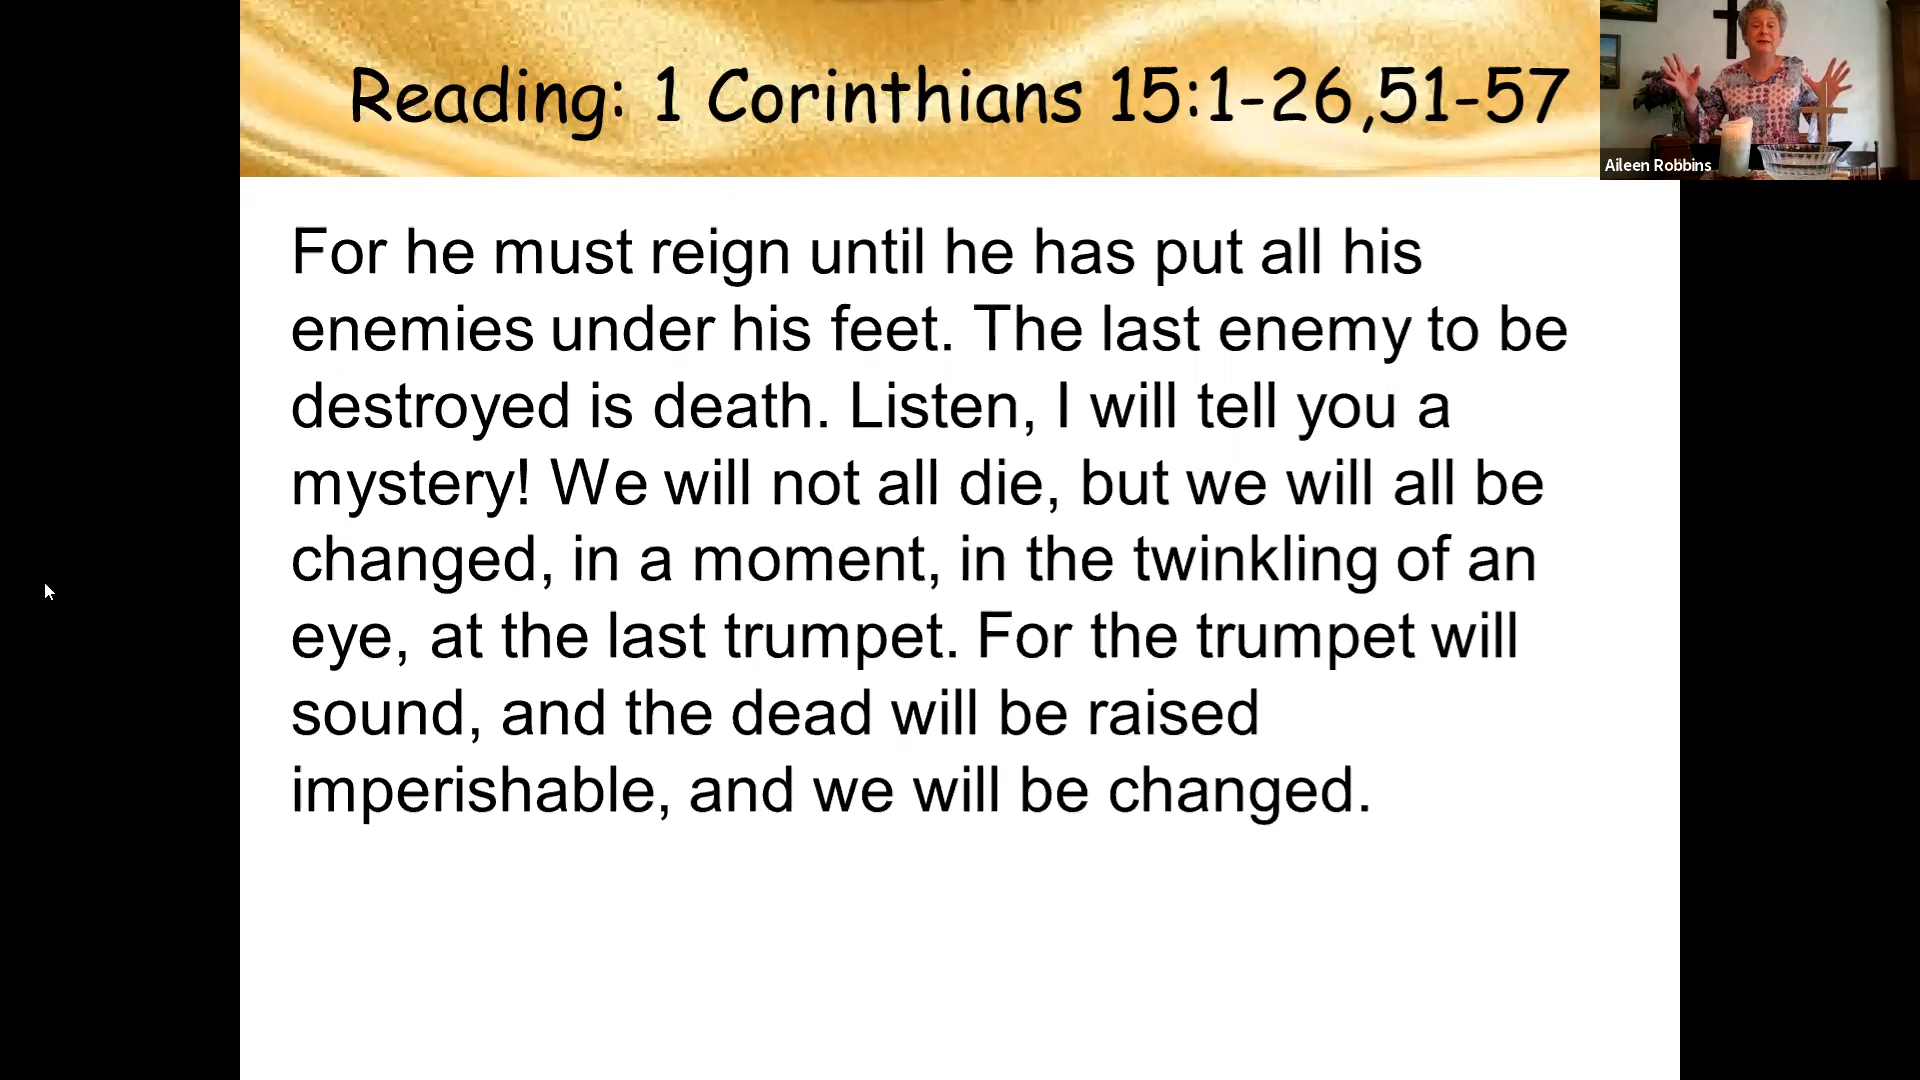 Reading: 1 Corinthians 15:1-26,51-57
Aileen Robbins
For he must reign until he has put all his
enemies under his feet. The last enemy to be
destroyed is death. Listen, I will tell you a
mystery! We will not all die, but we will all be
changed, in a moment, in the twinkling of an
eye, at the last trumpet. For the trumpet will
sound, and the dead will be raised
imperishable, and we will be changed.